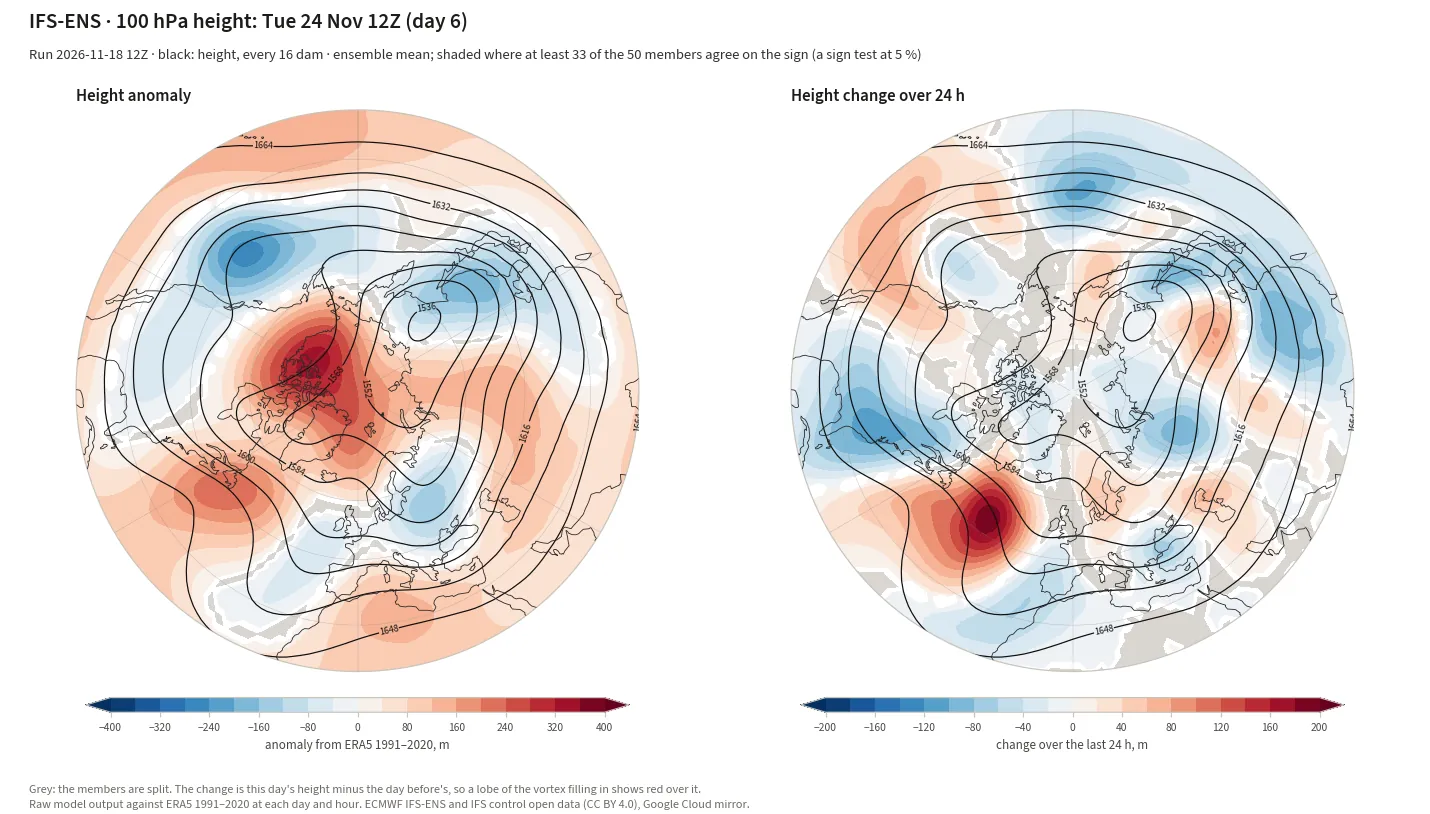 IFS-ENS · 100 hPa height: Tue 24 Nov 12Z (day 6)
Run 2026-11-18 12Z · black: height, every 16 dam · ensemble mean; shaded where at least 33 of the 50 members agree on the sign (a sign test at 5 %)
Height anomaly
Height change over 24 h
1664
1632
1536
1568
1552
1616
1600
1584
1648
1664
1664
1632
1536
1568
1552
1616
1600
1584
1648
1664
−400 −320 −240 −160 −80 0 80 160 240 320 400
anomaly from ERA5 1991–2020, m
−200 −160 −120 −80 −40 0 40 80 120 160 200
change over the last 24 h, m
Grey: the members are split. The change is this day's height minus the day before's, so a lobe of the vortex filling in shows red over it.
Raw model output against ERA5 1991–2020 at each day and hour. ECMWF IFS-ENS and IFS control open data (CC BY 4.0), Google Cloud mirror.